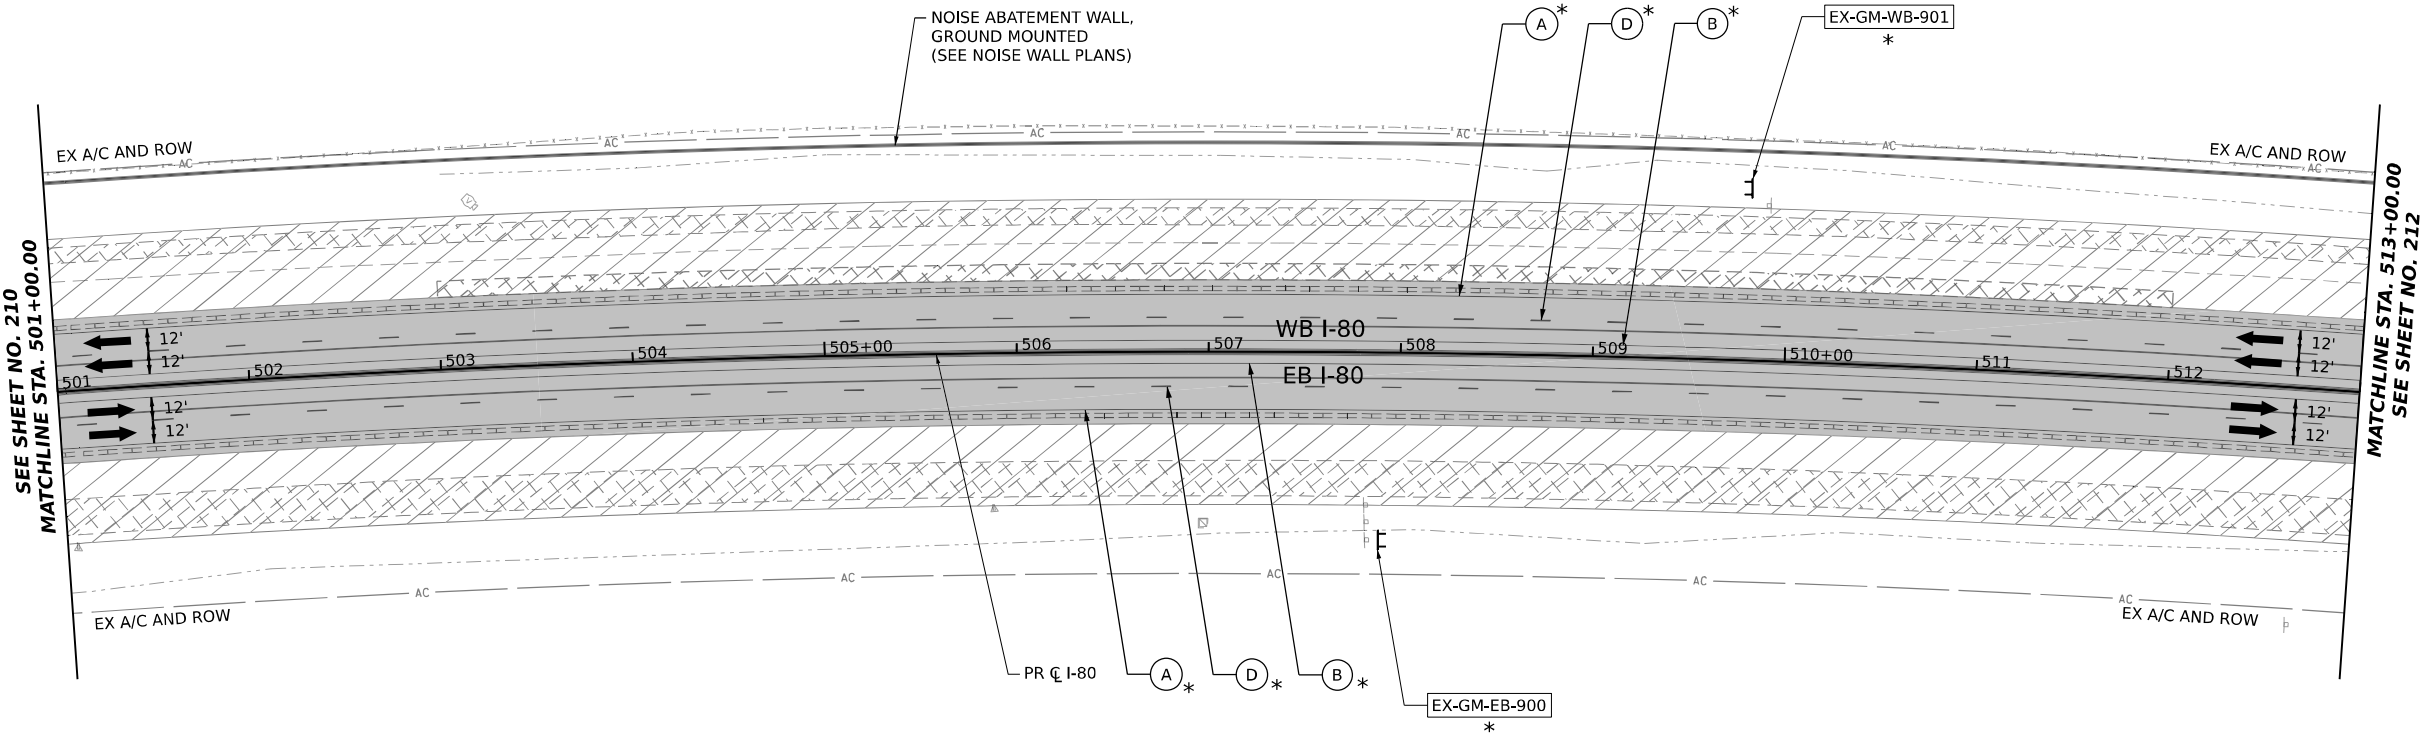 NOISE ABATEMENT WALL,
GROUND MOUNTED
(SEE NOISE WALL PLANS)
A *
D *
B *
EX-GM-WB-901
*
EX A/C AND ROW
AC
AC
AC
AC
AC
AC
EX A/C AND ROW
SEE SHEET NO. 210
MATCHLINE STA. 501+00.00
MATCHLINE STA. 513+00.00
SEE SHEET NO. 212
12'
12'
WB I-80
12'
12'
501
502
503
504
505+00
506
507
508
509
510+00
511
512
EB I-80
12'
12'
12'
12'
AC
AC
AC
AC
AC
EX A/C AND ROW
EX A/C AND ROW
PR CL I-80
A *
D *
B *
EX-GM-EB-900
*